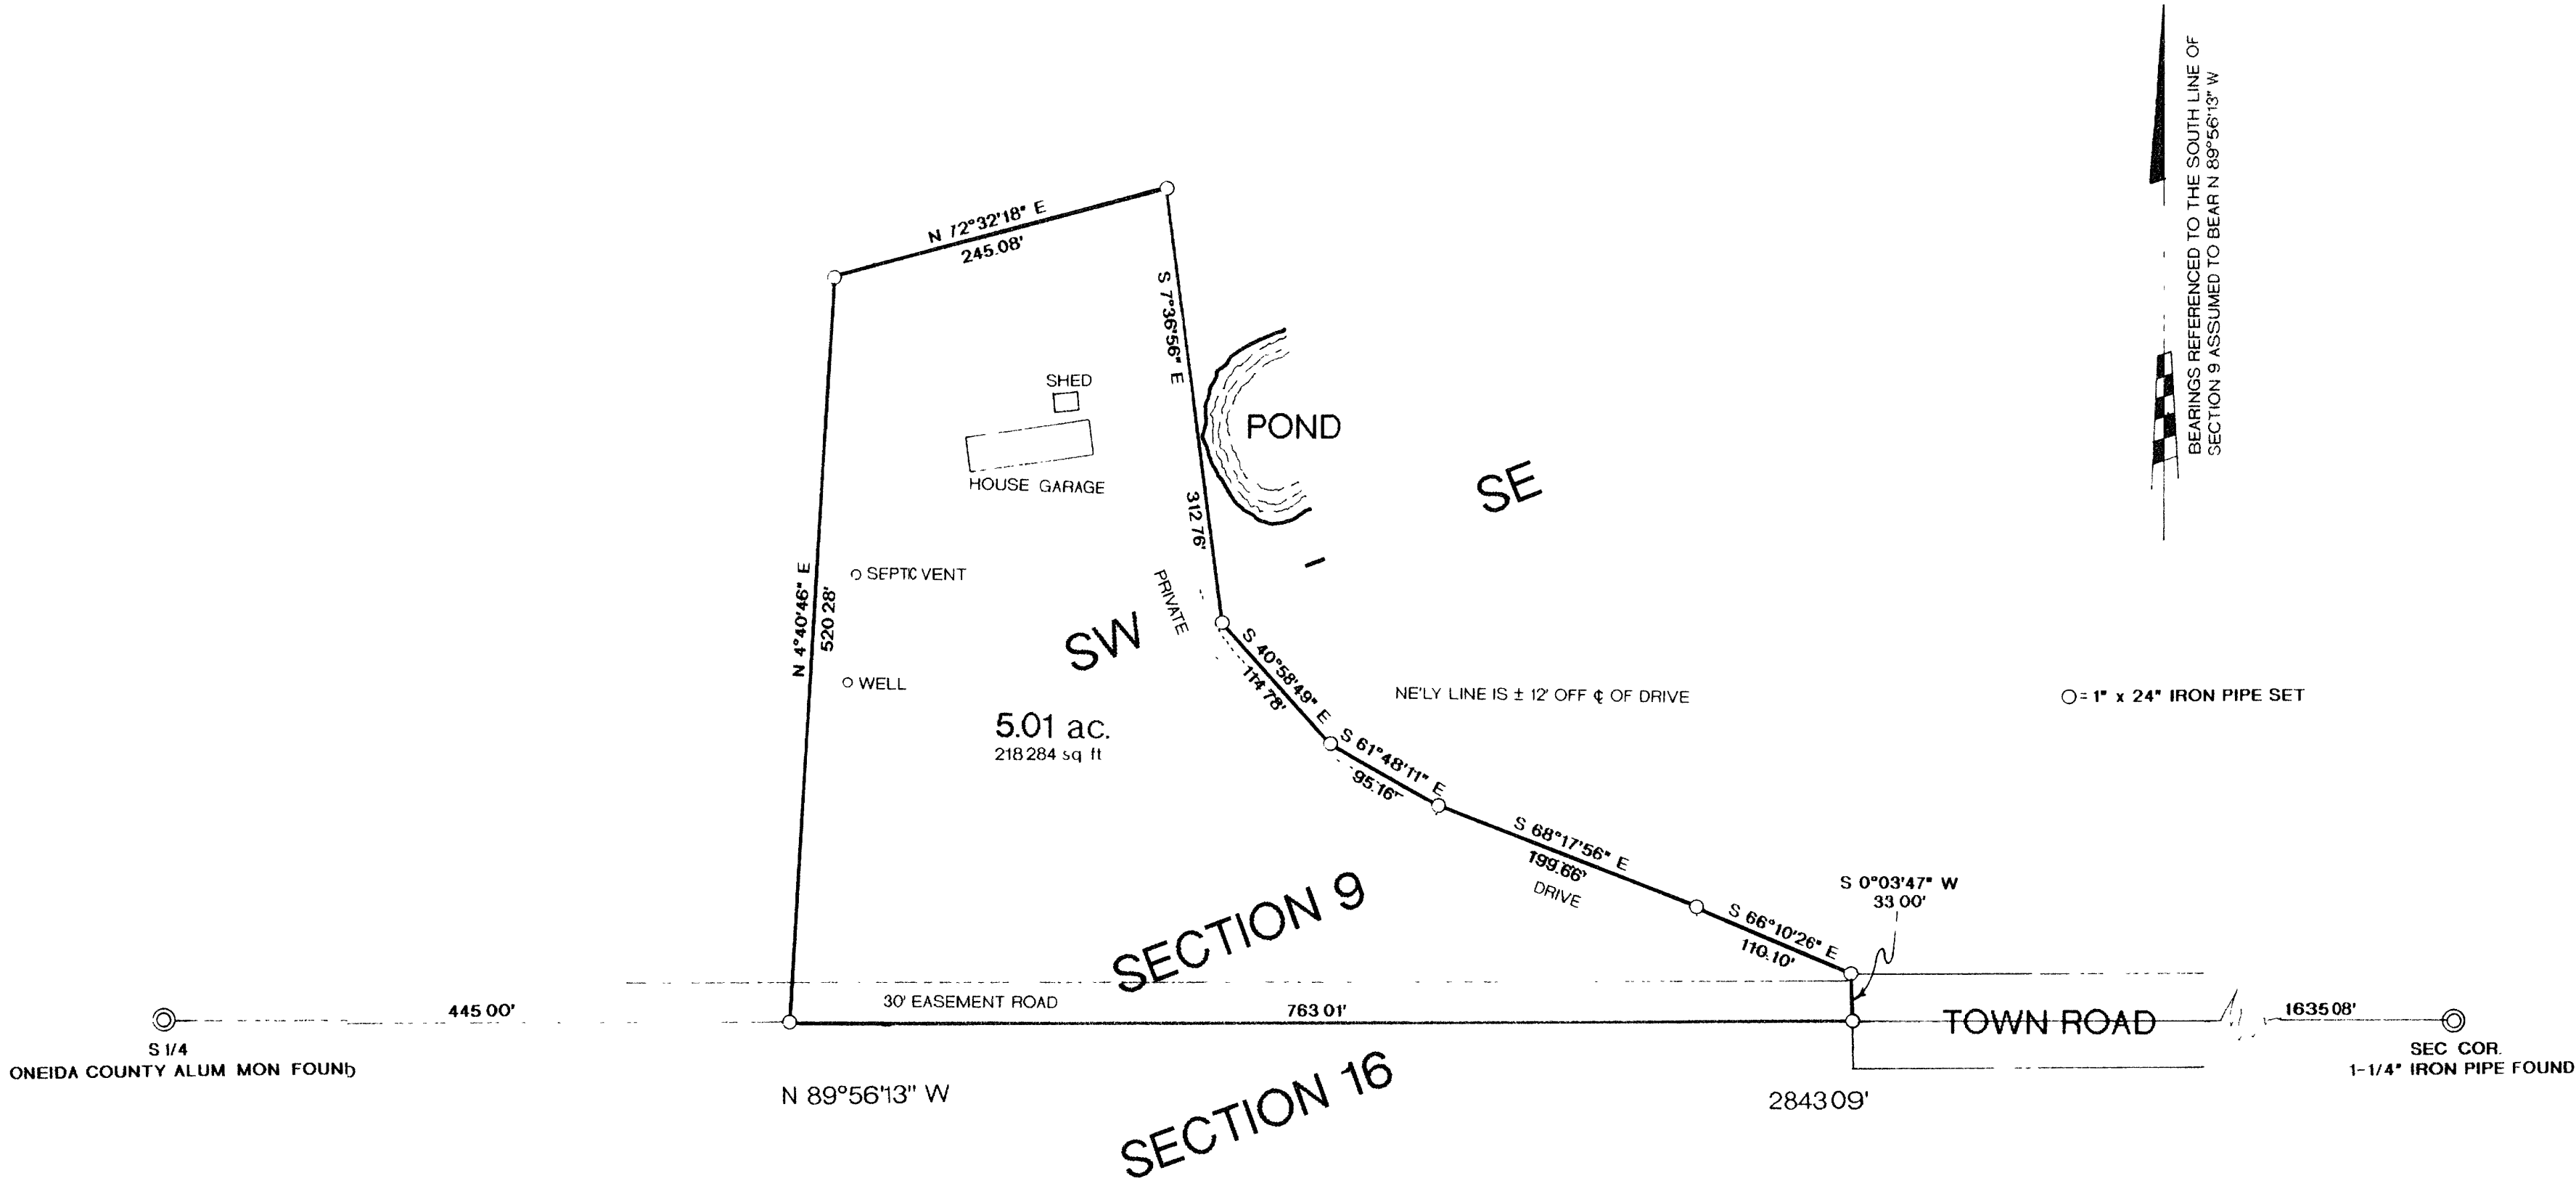 BEARINGS REFERENCED TO THE SOUTH LINE OF
SECTION 9 ASSUMED TO BEAR N 89°56'13" W
N 72°32'18" E
245.08'
S 7°36'56" E
312 76'
SHED
HOUSE GARAGE
POND
SE
-
SW
SEPTIC VENT
N 4°40'46" E
520 28'
WELL
PRIVATE
5.01 ac.
218284 sq ft
S 40°58'49" E
114 78'
NE'LY LINE IS ± 12' OFF ℄ OF DRIVE
O = 1" x 24" IRON PIPE SET
S 61°48'11" E
95.16'
S 68°17'56" E
199.66'
DRIVE
S 66°10'26" E
110.10'
S 0°03'47" W
33 00'
SECTION 9
30' EASEMENT ROAD
445 00'
763 01'
TOWN ROAD
1635 08'
S 1/4
ONEIDA COUNTY ALUM MON FOUND
SEC COR.
1-1/4" IRON PIPE FOUND
N 89°56'13" W
2843 09'
SECTION 16